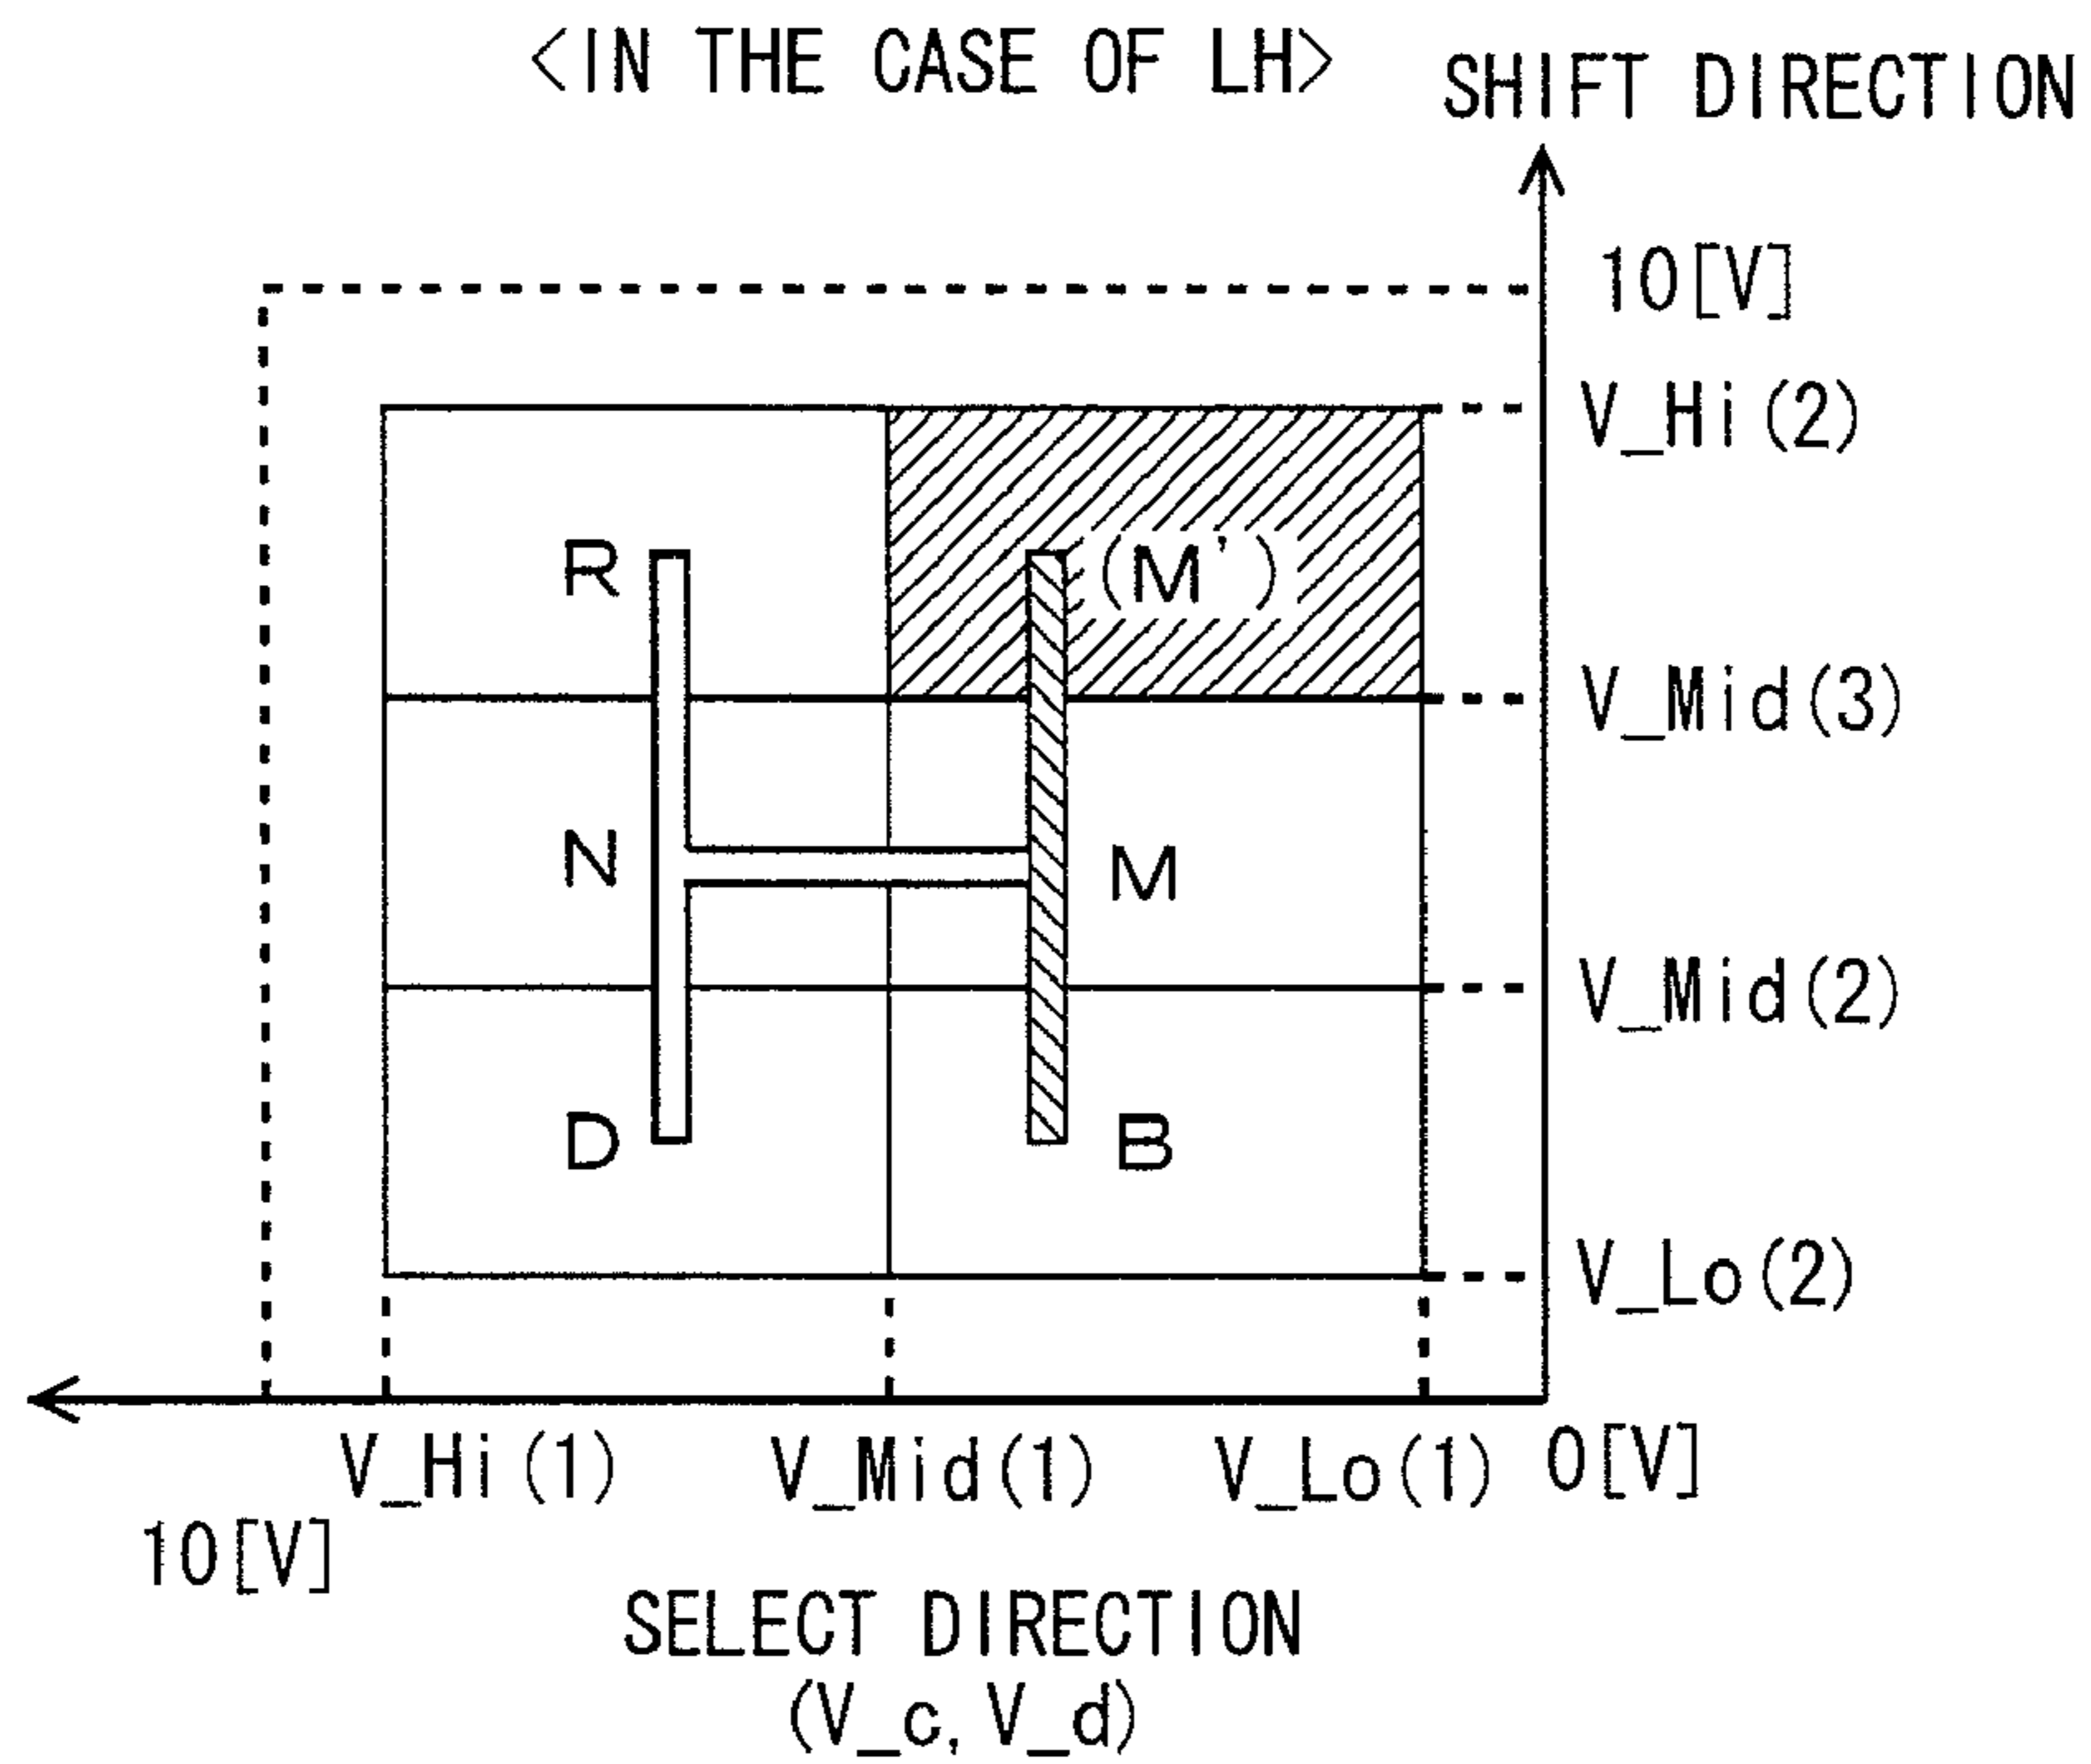 <IN THE CASE OF LH>
SHIFT DIRECTION
10[V]
V_Hi(2)
R
(M')
V_Mid(3)
N
M
V_Mid(2)
D
B
V_Lo(2)
V_Hi(1)
V_Mid(1)
V_Lo(1)
0[V]
10[V]
SELECT DIRECTION
(V_c, V_d)